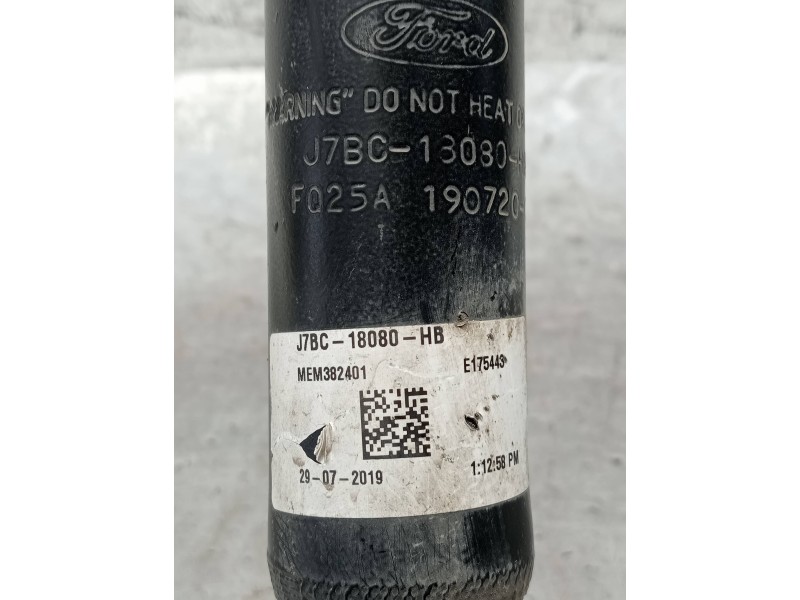 Ford
"WARNING" DO NOT HEAT O
J7BC-18080-
FQ25A 190720-
J7BC-18080-HB
MEM382401 E175443
29-07-2019 1:12:58 PM